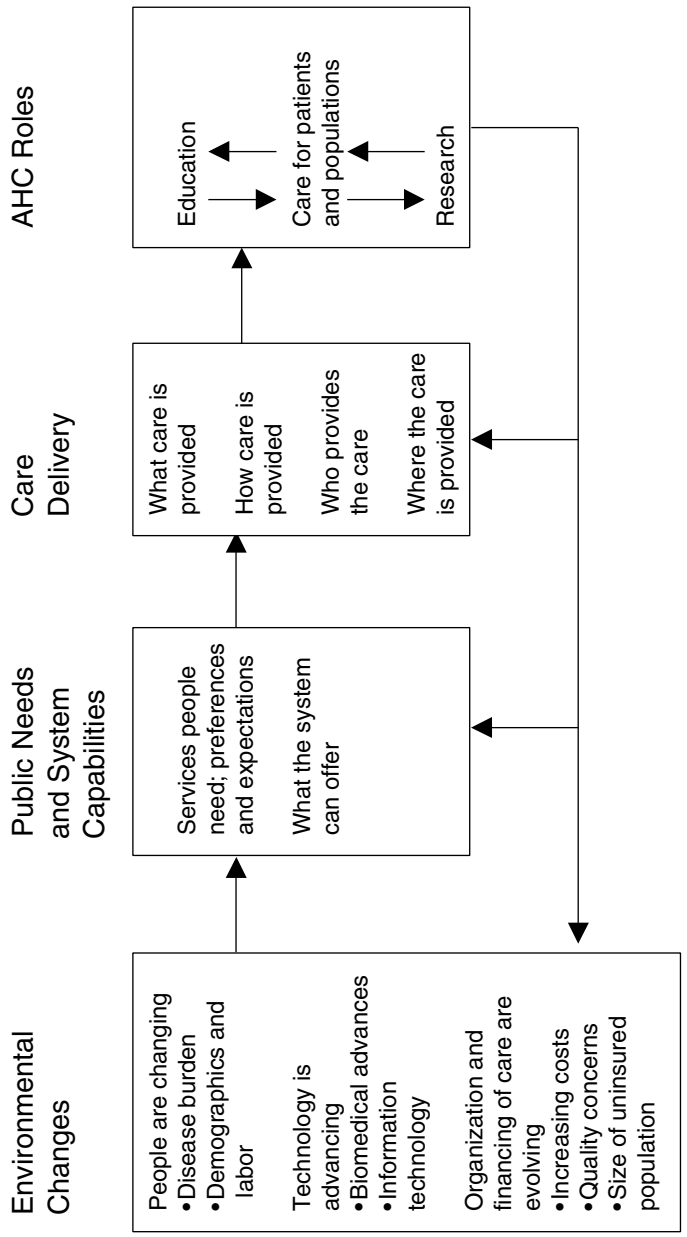 Environmental
Changes
People are changing
•Disease burden
•Demographics and
labor
Technology is
advancing
•Biomedical advances
•Information
technology
Organization and
financing of care are
evolving
•Increasing costs
•Quality concerns
•Size of uninsured
population
Public Needs
and System
Capabilities
Services people
need; preferences
and expectations
What the system
can offer
Care
Delivery
What care is
provided
How care is
provided
Who provides
the care
Where the care
is provided
AHC Roles
Education
Care for patients
and populations
Research